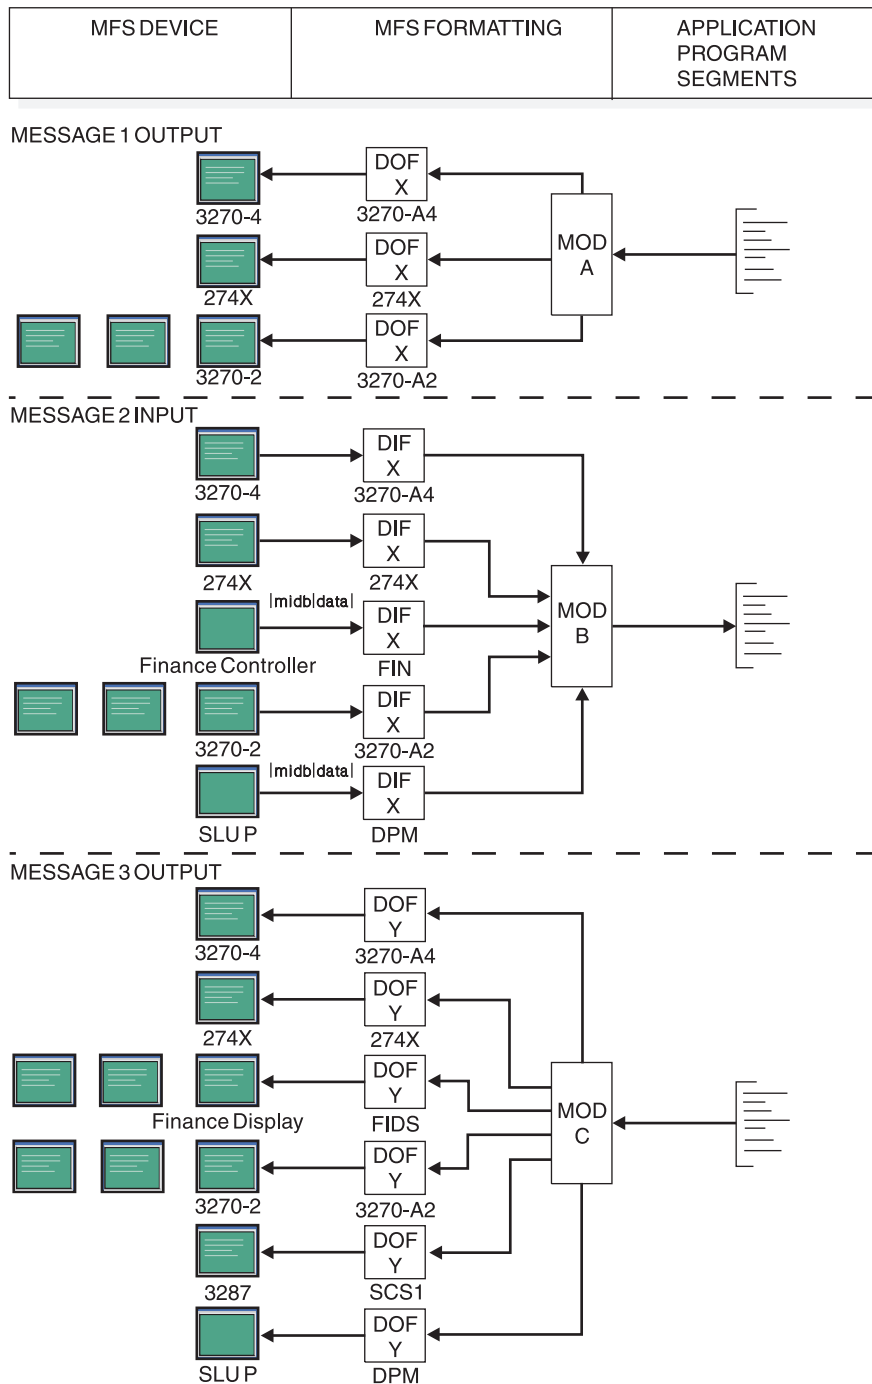 MFS DEVICE
MFS FORMATTING
APPLICATION
PROGRAM
SEGMENTS
MESSAGE 1 OUTPUT
DOF
X
3270-4
3270-A4
MOD
A
DOF
X
274X
274X
DOF
X
3270-2
3270-A2
MESSAGE 2 INPUT
DIF
X
3270-4
3270-A4
DIF
X
274X
274X
|midb|data|
DIF
X
MOD
B
Finance Controller
FIN
DIF
X
3270-2
3270-A2
|midb|data|
DIF
X
SLU P
DPM
MESSAGE 3 OUTPUT
DOF
Y
3270-4
3270-A4
DOF
Y
274X
274X
DOF
Y
MOD
C
Finance Display
FIDS
DOF
Y
3270-2
3270-A2
DOF
Y
3287
SCS1
DOF
Y
SLU P
DPM